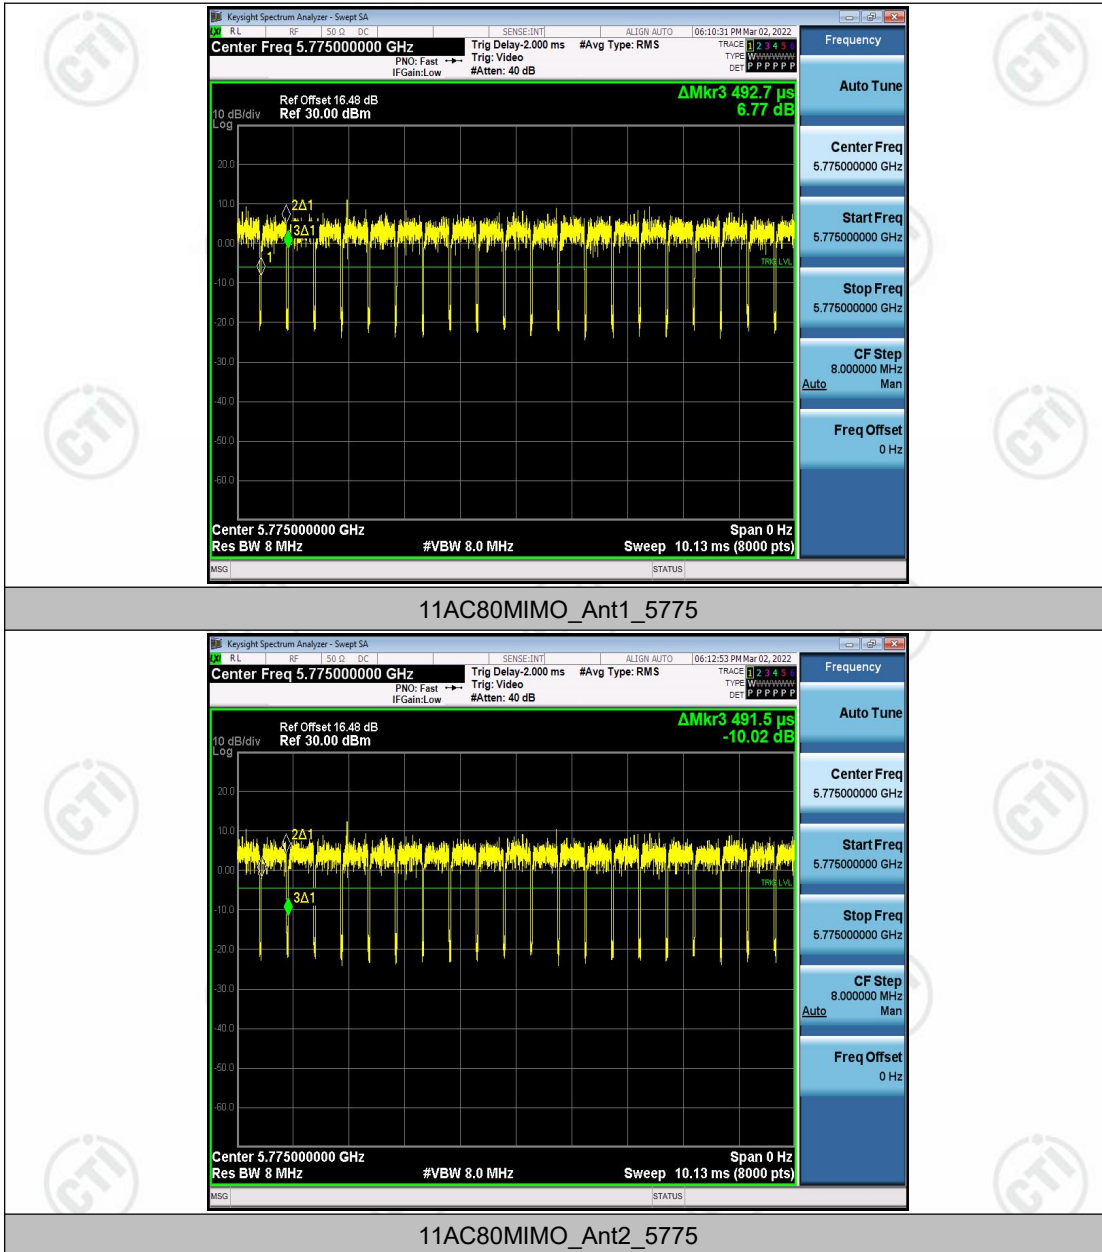 Keysight Spectrum Analyzer - Swept SA
LXI RL RF 50 Ω DC SENSE:INT ALIGN AUTO 06:10:31 PM Mar 02, 2022
Center Freq 5.775000000 GHz
PNO: Fast
IFGain:Low
Trig Delay-2.000 ms
Trig: Video
#Atten: 40 dB
#Avg Type: RMS
TRACE 1 2 3 4 5 6
TYPE WWWWWW
DET P P P P P P
ΔMkr3 492.7 µs
6.77 dB
Ref Offset 16.48 dB
10 dB/div Ref 30.00 dBm
Log
20.0
10.0
0.00
-10.0
-20.0
-30.0
-40.0
-50.0
-60.0
2Δ1
3Δ1
1
TRIG LVL
Center 5.775000000 GHz Span 0 Hz
Res BW 8 MHz #VBW 8.0 MHz Sweep 10.13 ms (8000 pts)
MSG STATUS
Frequency
Auto Tune
Center Freq
5.775000000 GHz
Start Freq
5.775000000 GHz
Stop Freq
5.775000000 GHz
CF Step
8.000000 MHz
Auto Man
Freq Offset
0 Hz
11AC80MIMO_Ant1_5775
Keysight Spectrum Analyzer - Swept SA
LXI RL RF 50 Ω DC SENSE:INT ALIGN AUTO 06:12:53 PM Mar 02, 2022
Center Freq 5.775000000 GHz
PNO: Fast
IFGain:Low
Trig Delay-2.000 ms
Trig: Video
#Atten: 40 dB
#Avg Type: RMS
TRACE 1 2 3 4 5 6
TYPE WWWWWW
DET P P P P P P
ΔMkr3 491.5 µs
-10.02 dB
Ref Offset 16.48 dB
10 dB/div Ref 30.00 dBm
Log
20.0
10.0
0.00
-10.0
-20.0
-30.0
-40.0
-50.0
-60.0
2Δ1
3Δ1
TRIG LVL
Center 5.775000000 GHz Span 0 Hz
Res BW 8 MHz #VBW 8.0 MHz Sweep 10.13 ms (8000 pts)
MSG STATUS
Frequency
Auto Tune
Center Freq
5.775000000 GHz
Start Freq
5.775000000 GHz
Stop Freq
5.775000000 GHz
CF Step
8.000000 MHz
Auto Man
Freq Offset
0 Hz
11AC80MIMO_Ant2_5775
CTI
CTI
CTI
CTI
CTI
CTI
CTI
CTI